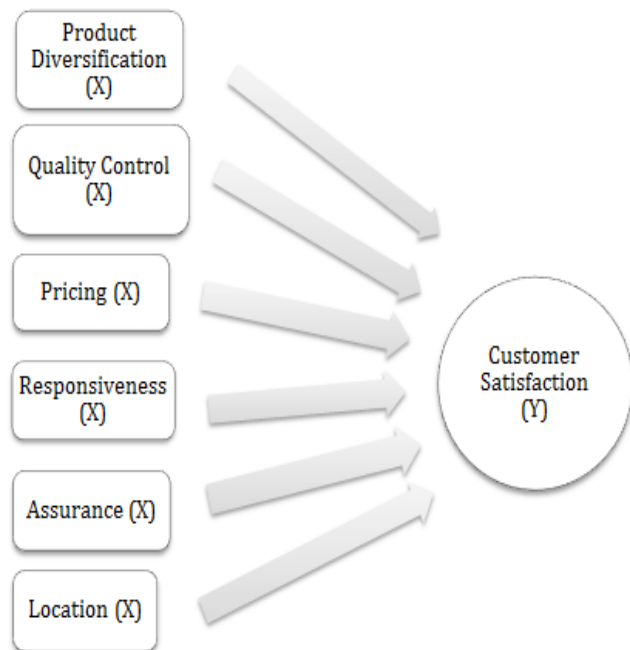 Product
Diversification
(X)
Quality Control
(X)
Pricing (X)
Responsiveness
(X)
Assurance (X)
Location (X)
Customer
Satisfaction
(Y)